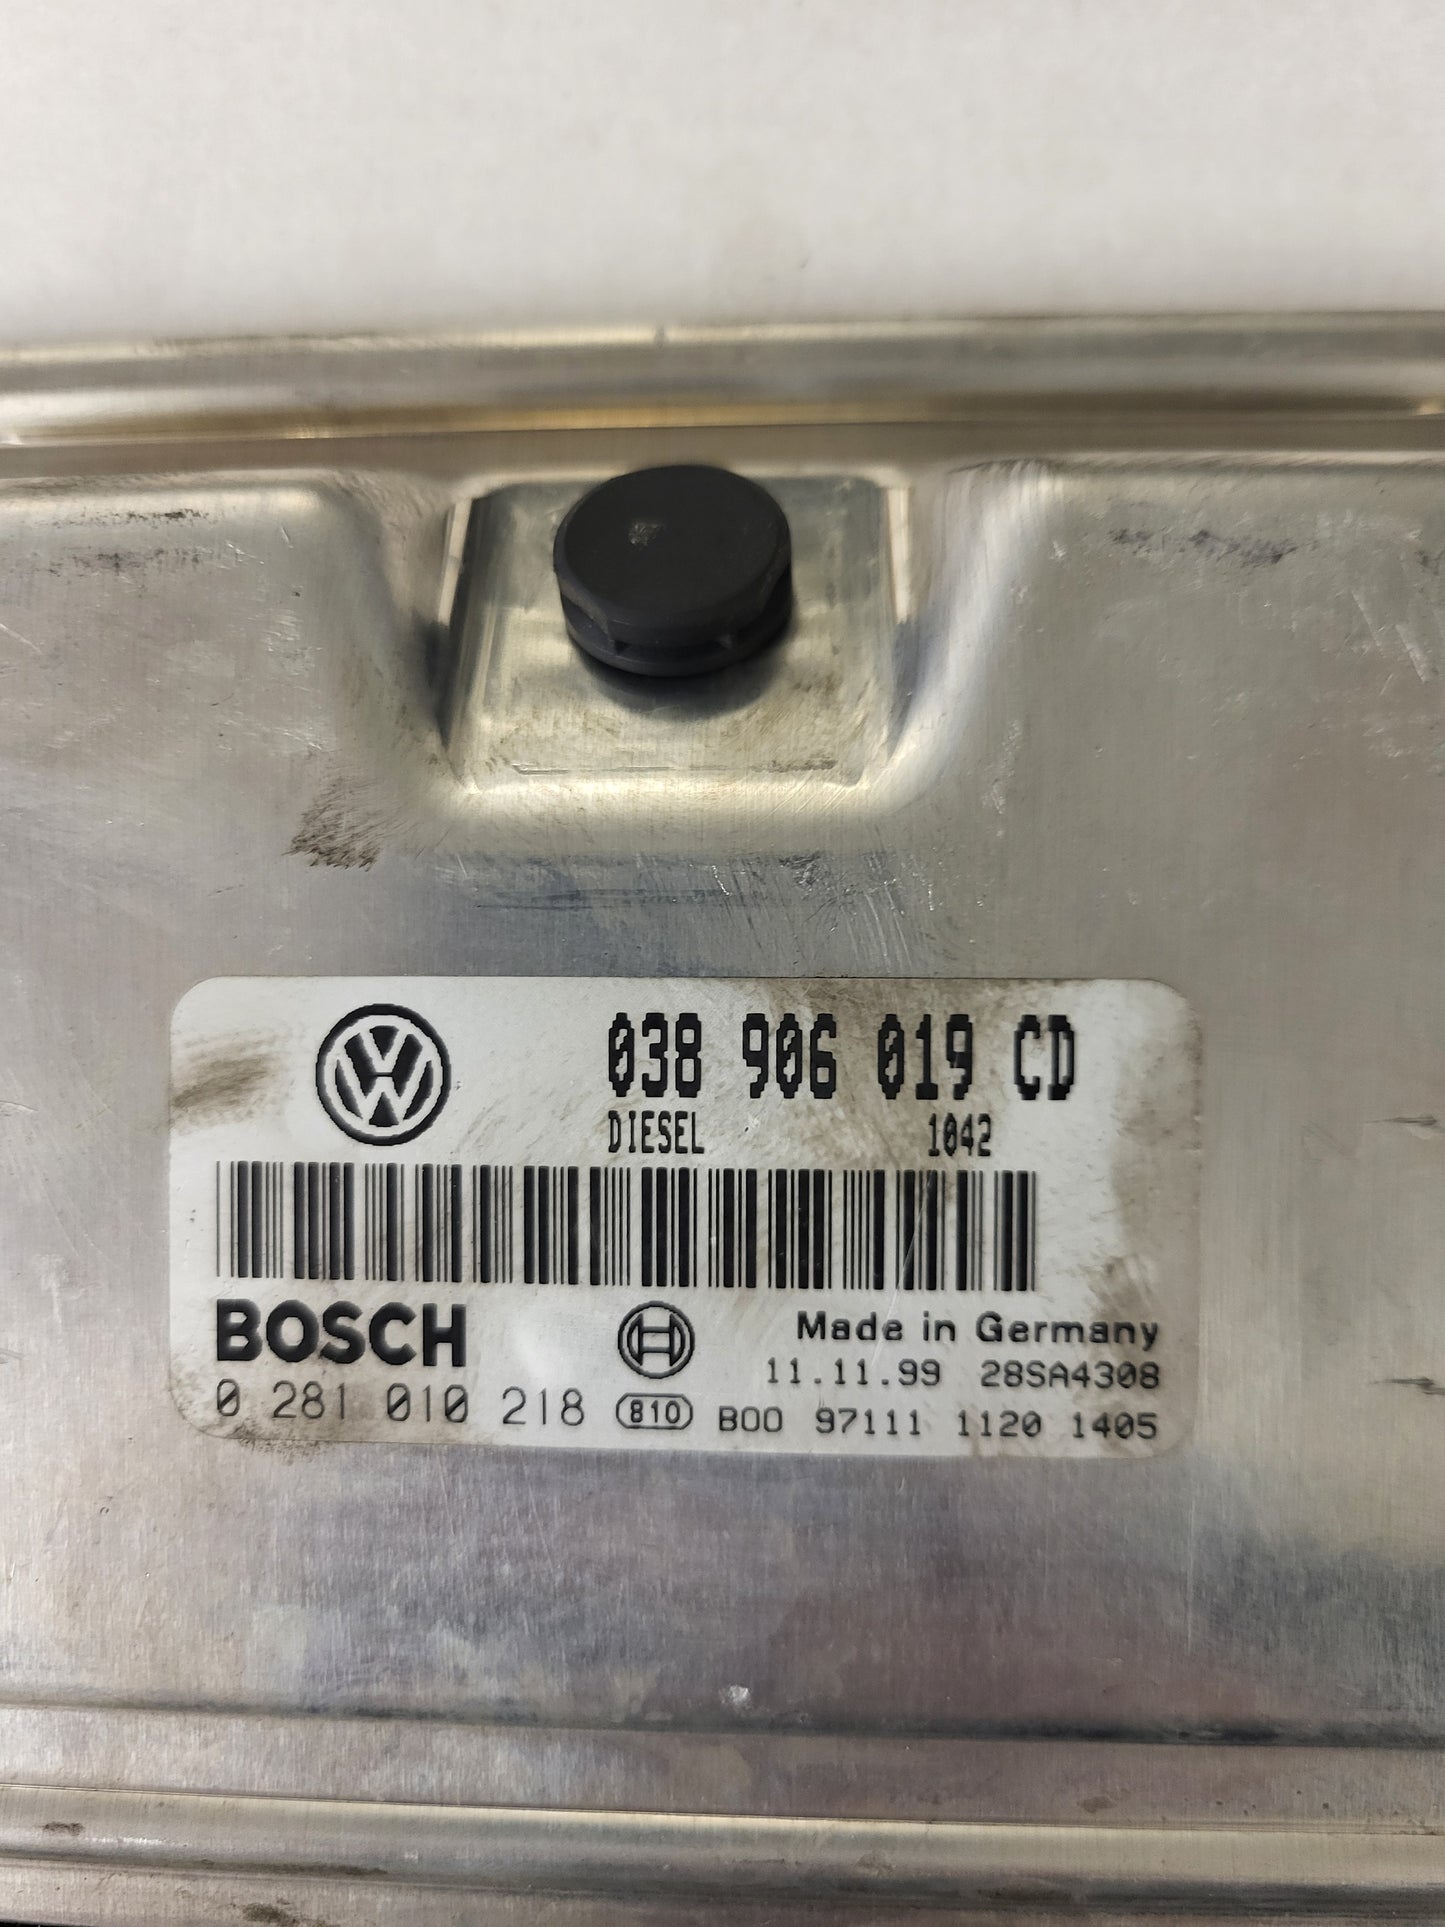 038 906 019 CD
DIESEL 1042
BOSCH Made in Germany
11.11.99 28SA4308
0 281 010 218 810 B00 97111 1120 1405